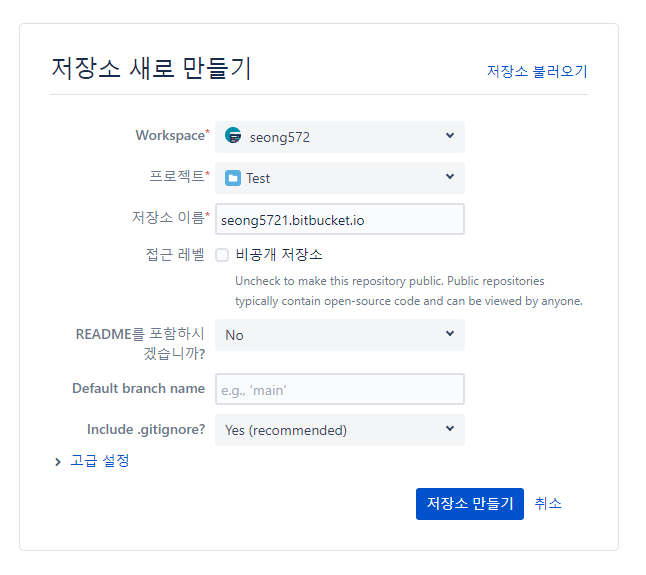 저장소 새로 만들기
저장소 불러오기
Workspace* seong572
프로젝트* Test
저장소 이름* seong5721.bitbucket.io
접근 레벨 비공개 저장소
Uncheck to make this repository public. Public repositories
typically contain open-source code and can be viewed by anyone.
README를 포함하시
겠습니까? No
Default branch name e.g., 'main'
Include .gitignore? Yes (recommended)
고급 설정
저장소 만들기 취소